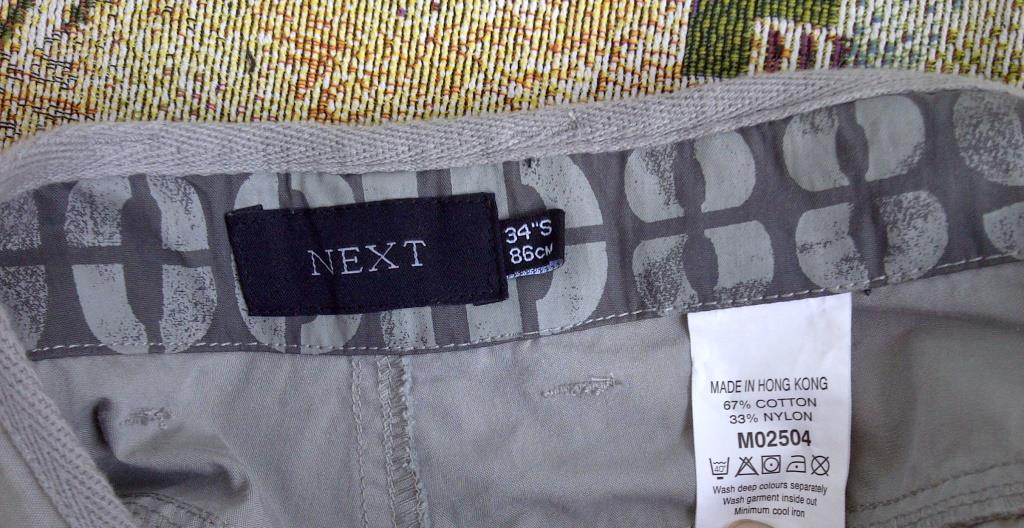 NEXT
34"S
86CM
MADE IN HONG KONG
67% COTTON
33% NYLON
M02504
40°
Wash deep colours separately
Wash garment inside out
Minimum cool iron